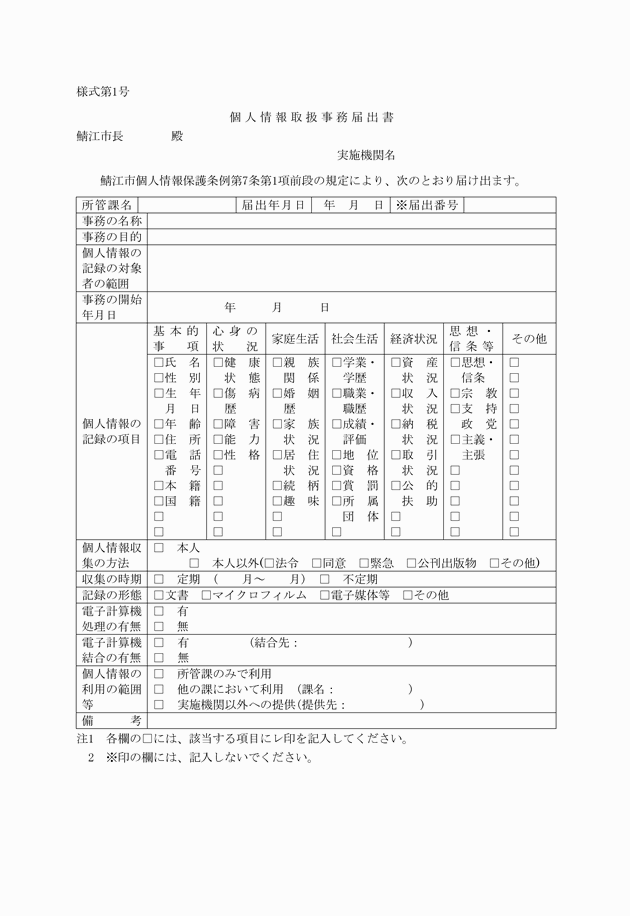 様式第1号
個人情報取扱事務届出書
鯖江市長　　　　殿
実施機関名
鯖江市個人情報保護条例第7条第1項前段の規定により、次のとおり届け出ます。
所管課名　届出年月日　年　月　日　※届出番号
事務の名称
事務の目的
個人情報の
記録の対象
者の範囲
事務の開始
年月日
年　　月　　日
個人情報の
記録の項目
基本的
事項
□氏名
□性別
□生年
月日
□年齢
□住所
□電話
番号
□本籍
□国籍
□
□
心身の
状況
□健康
状態
□傷病
歴
□障害
□能力
□性格
□
□
□
□
□
家庭生活
□親族
関係
□婚姻
歴
□家族
状況
□居住
状況
□続柄
□趣味
□
□
社会生活
□学業・
学歴
□職業・
職歴
□成績・
評価
□地位
□資格
□賞罰
□所属
団体
□
経済状況
□資産
状況
□収入
状況
□納税
状況
□取引
状況
□公的
扶助
□
□
思想・
信条等
□思想・
信条
□宗教
□支持
政党
□主義・
主張
□
□
□
□
□
その他
□
□
□
□
□
□
□
□
□
□
□
□
個人情報収
集の方法
□　本人
□　本人以外(□法令　□同意　□緊急　□公刊出版物　□その他)
収集の時期　□　定期　(　　月～　　月)　□　不定期
記録の形態　□文書　□マイクロフィルム　□電子媒体等　□その他
電子計算機
処理の有無
□　有
□　無
電子計算機
結合の有無
□　有　　　　　(結合先：　　　　　　　　　)
□　無
個人情報の
利用の範囲
等
□　所管課のみで利用
□　他の課において利用　(課名：　　　　　　)
□　実施機関以外への提供(提供先：　　　　　　)
備　　　考
注1　各欄の□には、該当する項目にレ印を記入してください。
2　※印の欄には、記入しないでください。